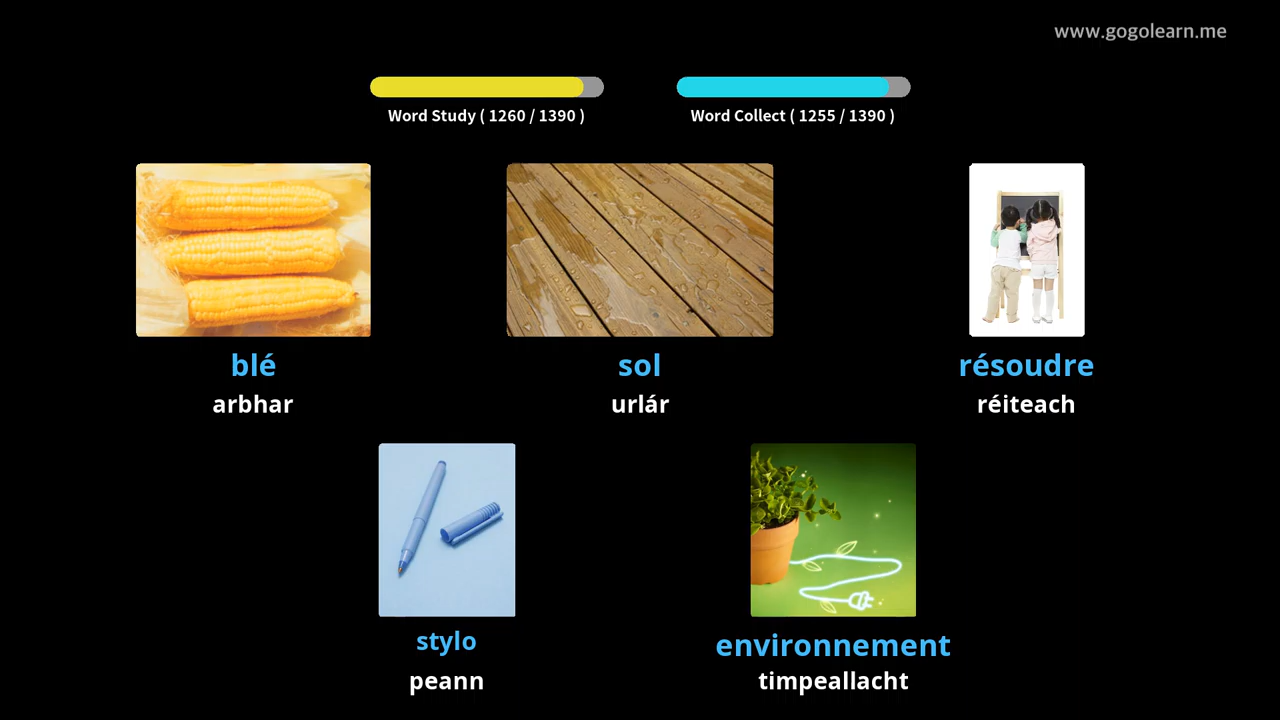 www.gogolearn.me
Word Study ( 1260 / 1390 )
Word Collect ( 1255 / 1390 )
blé
sol
résoudre
arbhar
urlár
réiteach
stylo
environnement
peann
timpeallacht